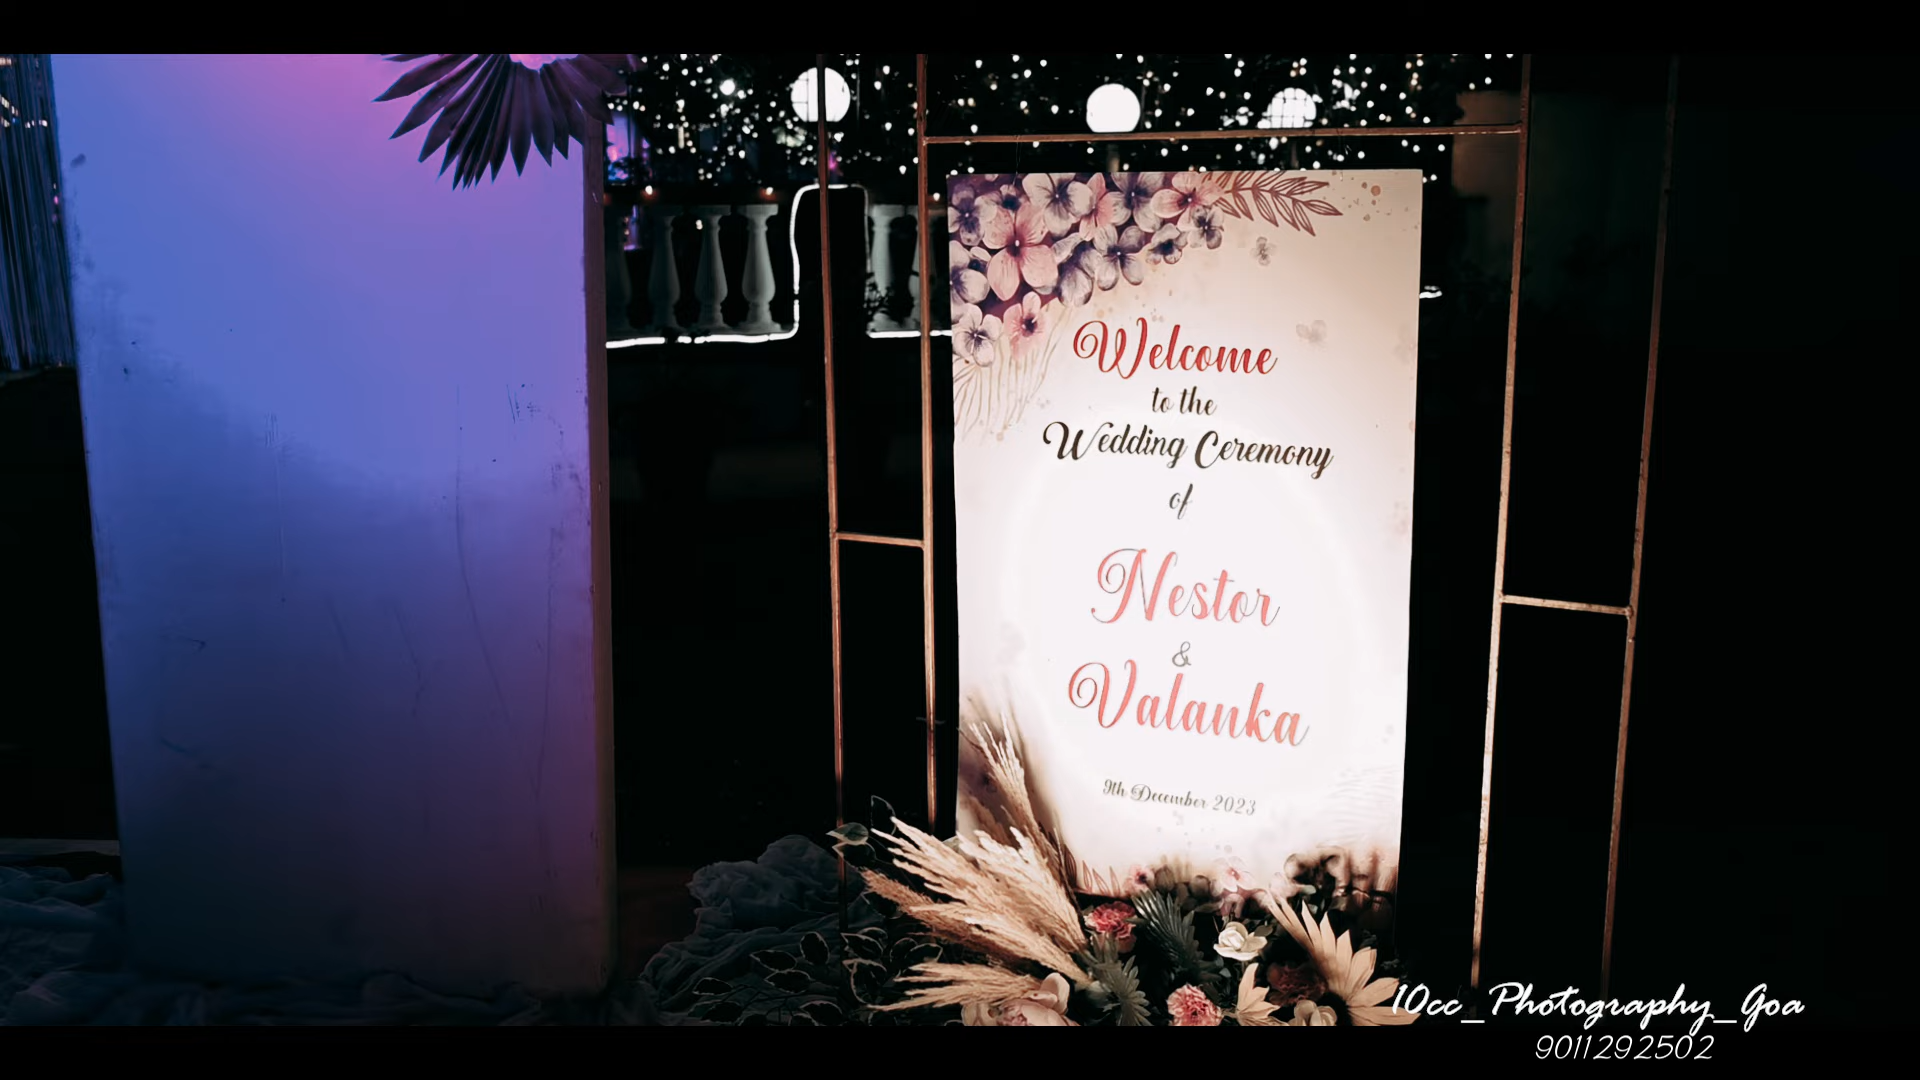 Welcome
to the
Wedding Ceremony
of
Nestor
&
Valanka
9th December 2023
10cc_Photography_Goa
9011292502